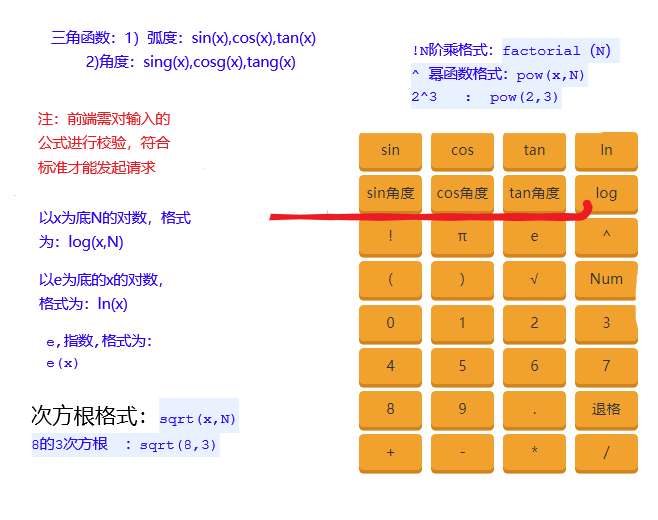 三角函数：1）弧度：sin(x),cos(x),tan(x)
2)角度：sing(x),cosg(x),tang(x)
!N阶乘格式：factorial（N）
^ 幂函数格式：pow(x,N)
2^3 ： pow(2,3)
注：前端需对输入的
公式进行校验，符合
标准才能发起请求
以x为底N的对数，格式
为：log(x,N)
以e为底的x的对数，
格式为：ln(x)
e,指数,格式为：
e(x)
次方根格式：sqrt(x,N)
8的3次方根 ：sqrt(8,3)
sin cos tan ln
sin角度 cos角度 tan角度 log
! π e ^
( ) √ Num
0 1 2 3
4 5 6 7
8 9 . 退格
+ - * /